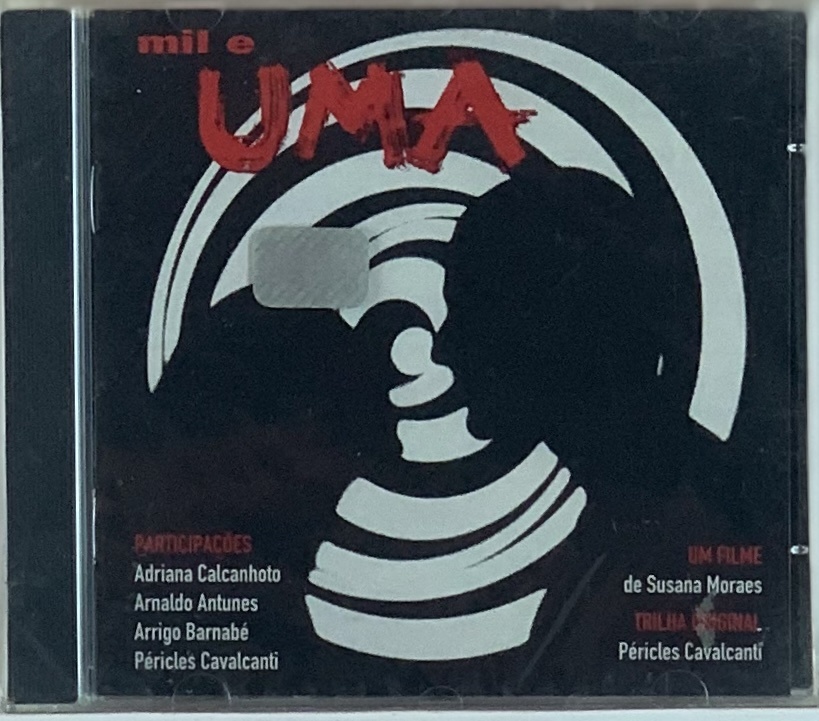 mil e
UMA
PARTICIPAÇÕES
Adriana Calcanhoto
Arnaldo Antunes
Arrigo Barnabé
Péricles Cavalcanti
UM FILME
de Susana Moraes
TRILHA ORIGINAL
Péricles Cavalcanti